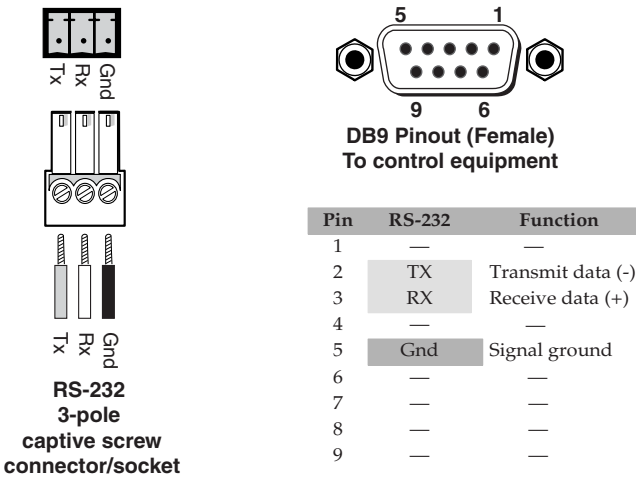 Tx Rx Gnd
Tx Rx Gnd
RS-232
3-pole
captive screw
connector/socket
5 1
9 6
DB9 Pinout (Female)
To control equipment
Pin RS-232 Function
1 — —
2 TX Transmit data (-)
3 RX Receive data (+)
4 — —
5 Gnd Signal ground
6 — —
7 — —
8 — —
9 — —